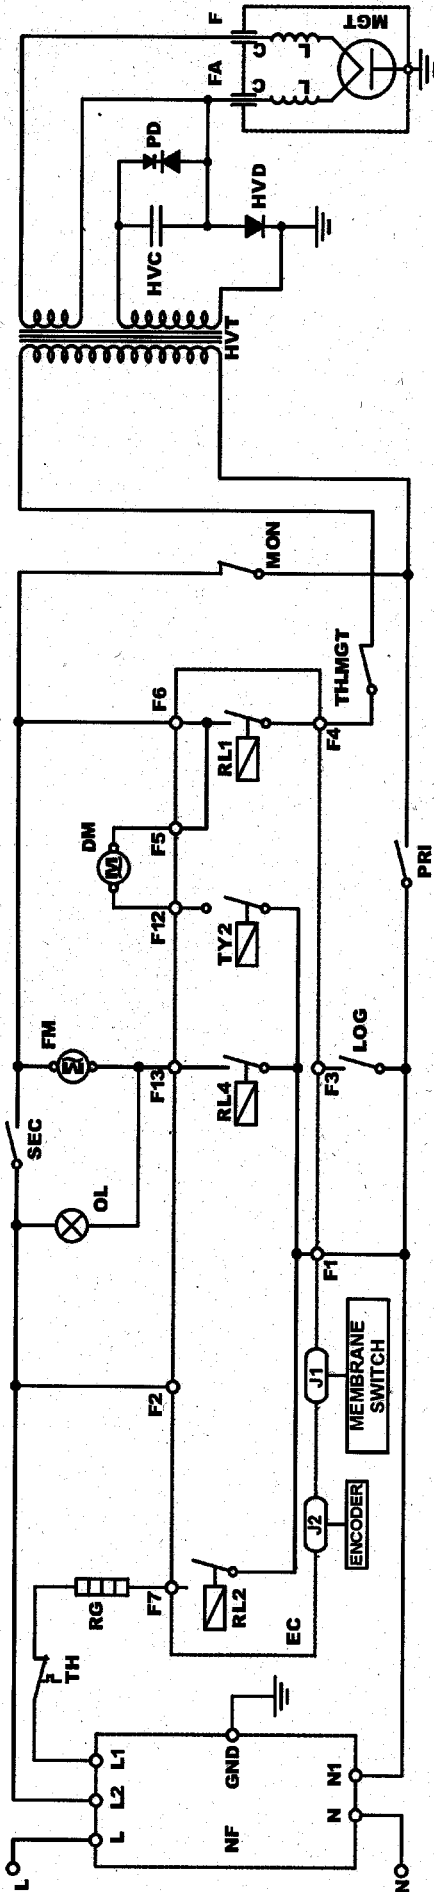 L
L
L2
L1
TH
NF
GND
N
N1
NO
RG
F7
RL2
EC
J2
ENCODER
F2
J1
MEMBRANE
SWITCH
F1
OL
SEC
FM
M
F13
RL4
F3
LOG
DM
M
F12
TY2
F5
F6
RL1
F4
PRI
TH.MGT
MON
HVT
HVC
PD
HVD
FA
F
C
C
L
L
MGT